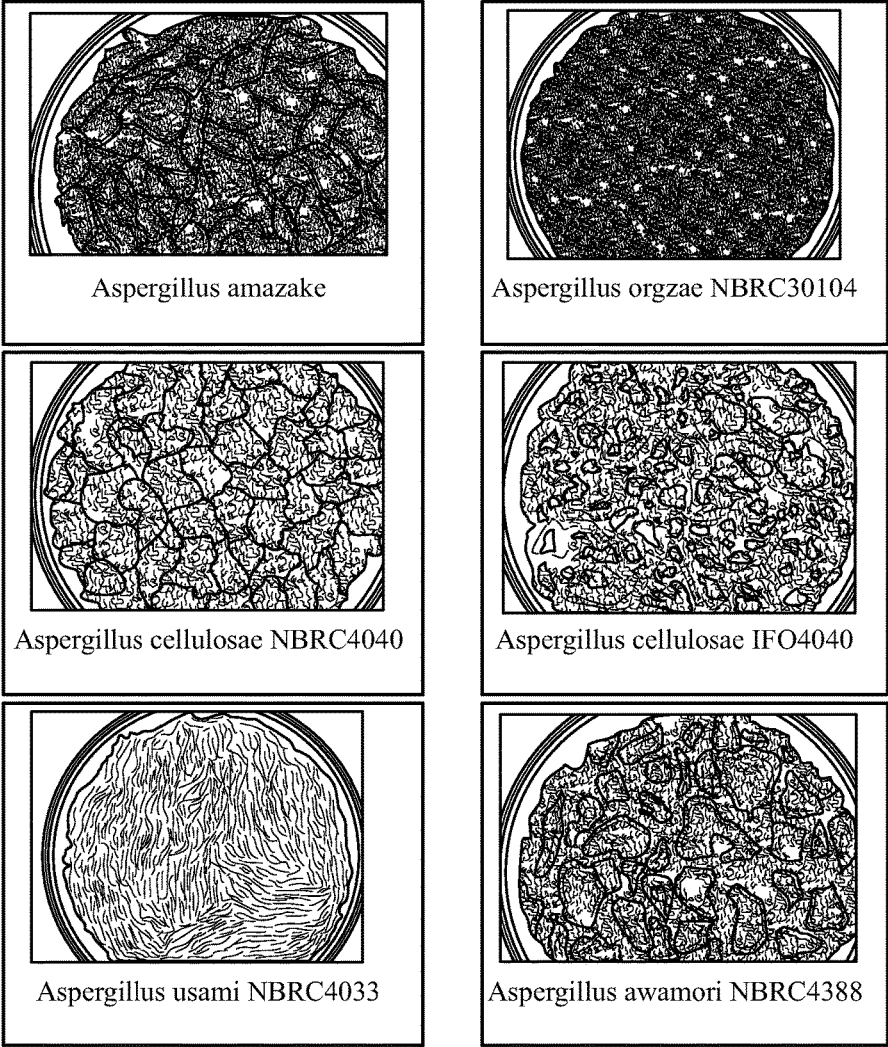 Aspergillus amazake
Aspergillus orgzae NBRC30104
Aspergillus cellulosae NBRC4040
Aspergillus cellulosae IFO4040
Aspergillus usami NBRC4033
Aspergillus awamori NBRC4388